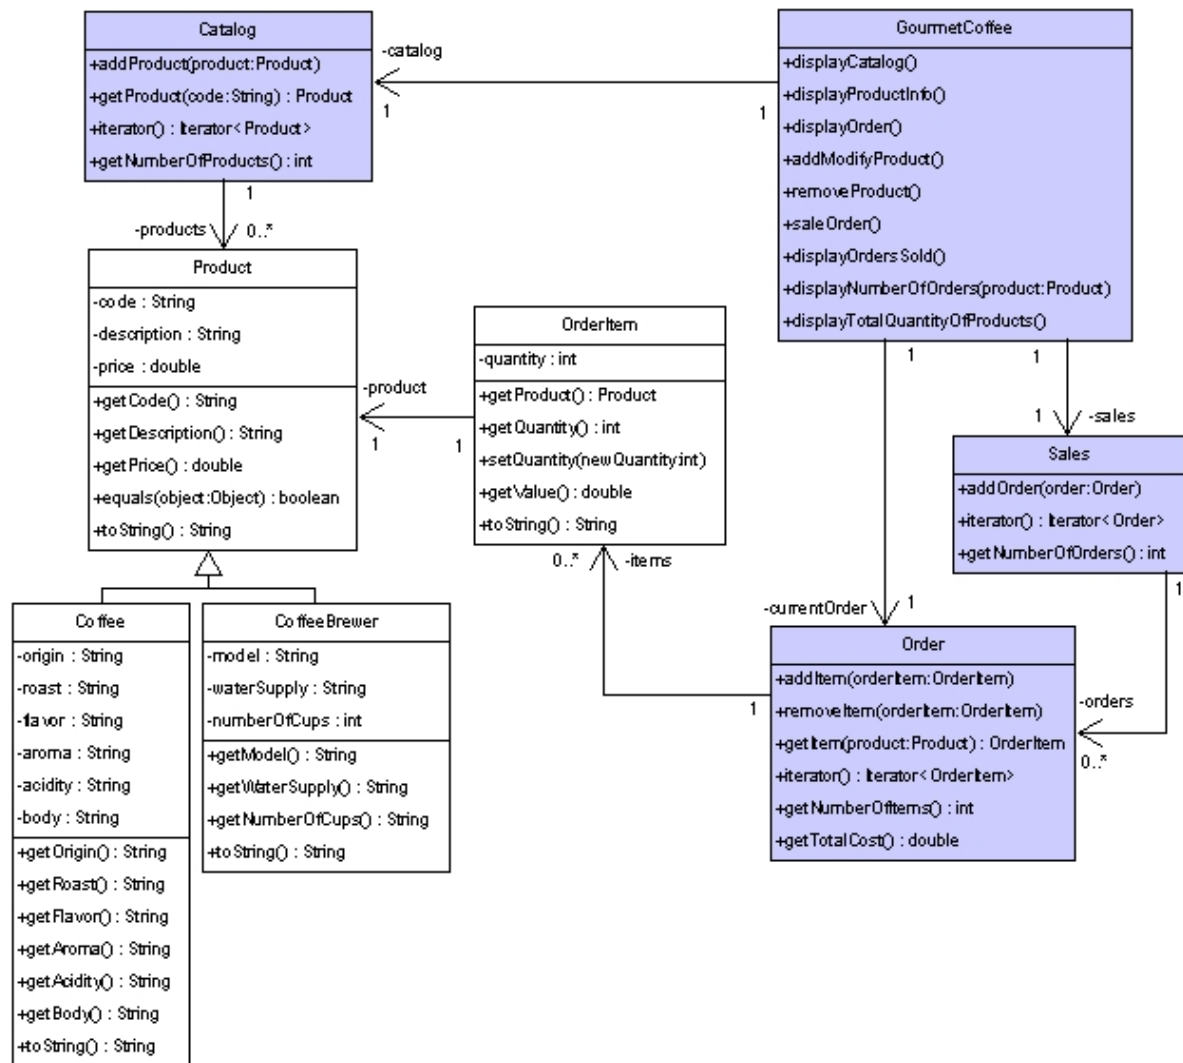 Catalog
+addProduct(product:Product)
+getProduct(code:String) : Product
+iterator() : Iterator<Product>
+getNumberOfProducts() : int
-catalog
1
1
GourmetCoffee
+displayCatalog()
+displayProductInfo()
+displayOrder()
+addModifyProduct()
+removeProduct()
+saleOrder()
+displayOrdersSold()
+displayNumberOfOrders(product:Product)
+displayTotalQuantityOfProducts()
1
-products
0..*
Product
-code : String
-description : String
-price : double
+getCode() : String
+getDescription() : String
+getPrice() : double
+equals(object:Object) : boolean
+toString() : String
-product
1
1
OrderItem
-quantity : int
+getProduct() : Product
+getQuantity() : int
+setQuantity(newQuantity:int)
+getValue() : double
+toString() : String
0..*
-items
1
1
1
-sales
Sales
+addOrder(order:Order)
+iterator() : Iterator<Order>
+getNumberOfOrders() : int
1
-currentOrder
1
Order
+addItem(orderItem:OrderItem)
+removeItem(orderItem:OrderItem)
+getItem(product:Product) : OrderItem
+iterator() : Iterator<OrderItem>
+getNumberOfItems() : int
+getTotalCost() : double
1
-orders
0..*
Coffee
-origin : String
-roast : String
-flavor : String
-aroma : String
-acidity : String
-body : String
+getOrigin() : String
+getRoast() : String
+getFlavor() : String
+getAroma() : String
+getAcidity() : String
+getBody() : String
+toString() : String
CoffeeBrewer
-model : String
-waterSupply : String
-numberOfCups : int
+getModel() : String
+getWaterSupply() : String
+getNumberOfCups() : String
+toString() : String